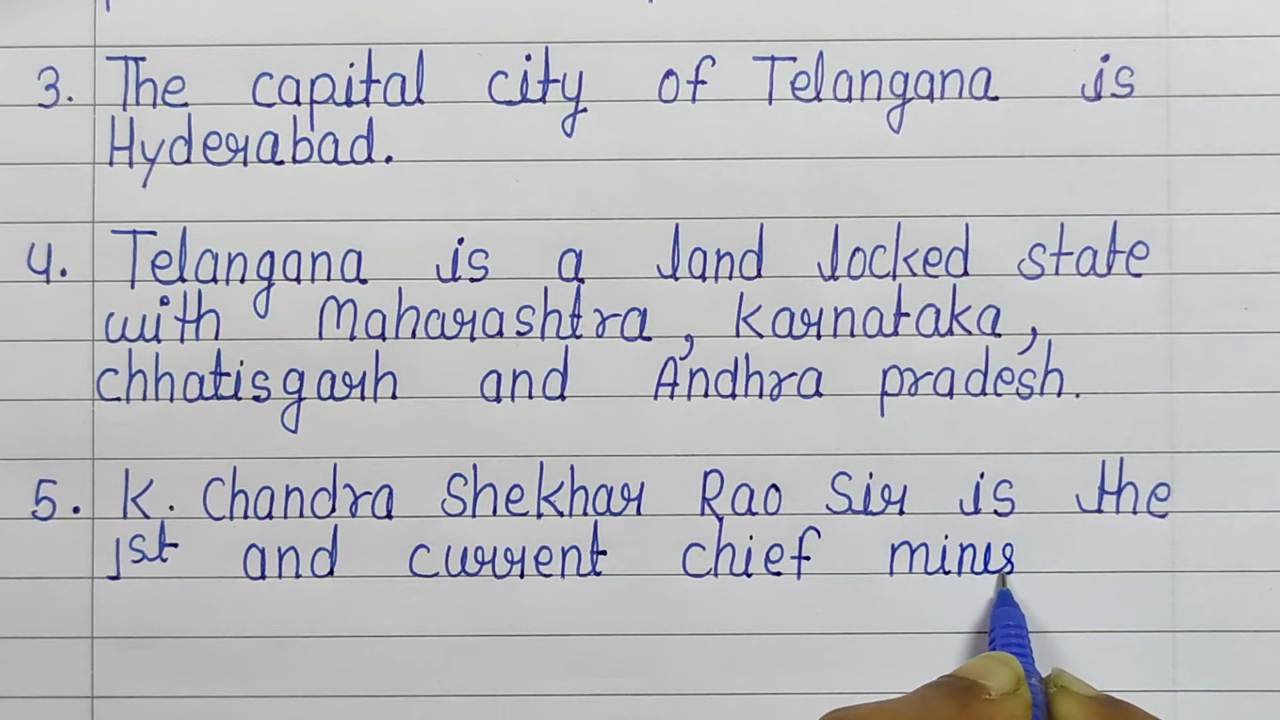 3. The capital city of Telangana is
Hyderabad.
4. Telangana is a land locked state
with Maharashtra, Karnataka,
chhatisgarh and Andhra pradesh.
5. K. Chandra Shekhar Rao Sir is the
1st and current chief minis